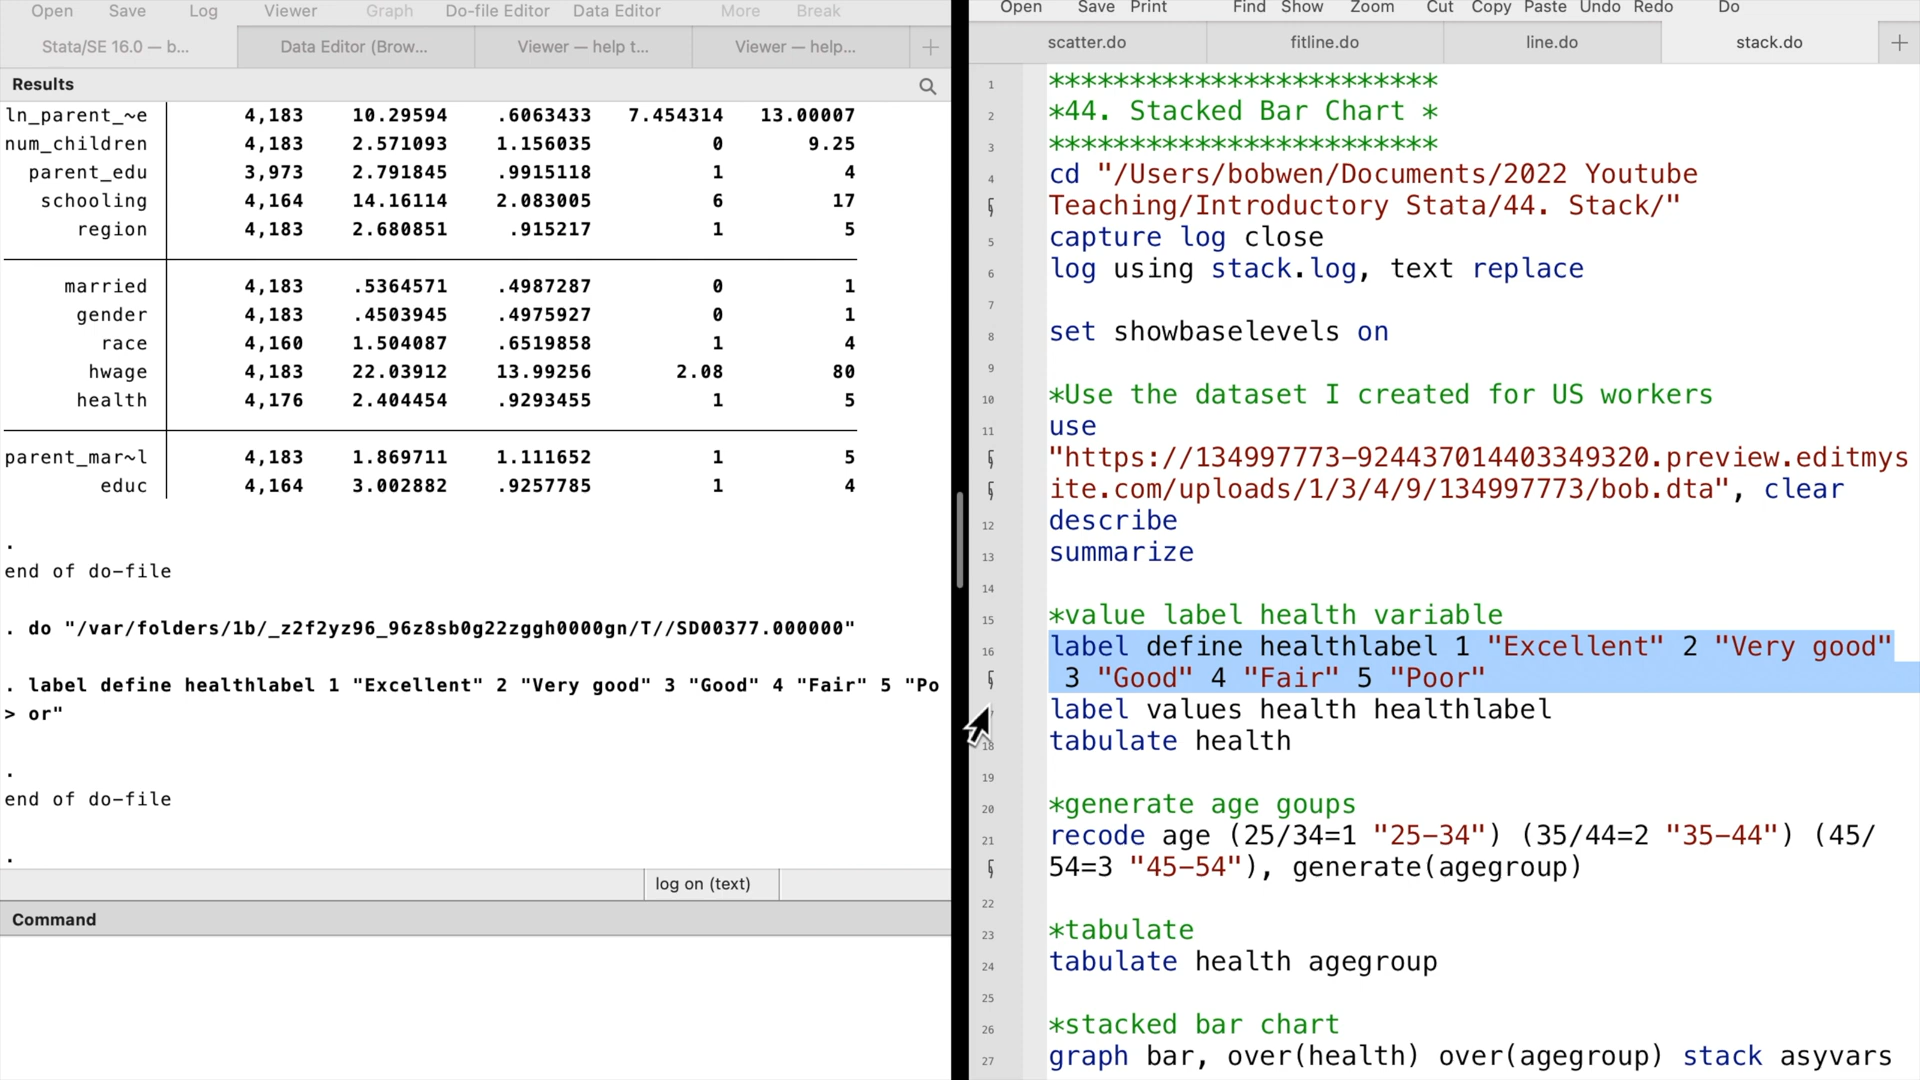 Open Save Log Viewer Graph Do-file Editor Data Editor More Break
Stata/SE 16.0 — b... Data Editor (Brow... Viewer — help t... Viewer — help... +
Results
ln_parent_~e 4,183 10.29594 .6063433 7.454314 13.00007
num_children 4,183 2.571093 1.156035 0 9.25
parent_edu 3,973 2.791845 .9915118 1 4
schooling 4,164 14.16114 2.083005 6 17
region 4,183 2.680851 .915217 1 5
married 4,183 .5364571 .4987287 0 1
gender 4,183 .4503945 .4975927 0 1
race 4,160 1.504087 .6519858 1 4
hwage 4,183 22.03912 13.99256 2.08 80
health 4,176 2.404454 .9293455 1 5
parent_mar~l 4,183 1.869711 1.111652 1 5
educ 4,164 3.002882 .9257785 1 4
.
end of do-file
. do "/var/folders/1b/_z2f2yz96_96z8sb0g22zggh0000gn/T//SD00377.000000"
. label define healthlabel 1 "Excellent" 2 "Very good" 3 "Good" 4 "Fair" 5 "Po
> or"
.
end of do-file
.
log on (text)
Command
Open Save Print Find Show Zoom Cut Copy Paste Undo Redo Do
scatter.do fitline.do line.do stack.do +
1 ************************
2 *44. Stacked Bar Chart *
3 ************************
4 cd "/Users/bobwen/Documents/2022 Youtube
Teaching/Introductory Stata/44. Stack/"
5 capture log close
6 log using stack.log, text replace
7
8 set showbaselevels on
9
10 *Use the dataset I created for US workers
11 use
"https://134997773-924437014403349320.preview.editmys
ite.com/uploads/1/3/4/9/134997773/bob.dta", clear
12 describe
13 summarize
14
15 *value label health variable
16 label define healthlabel 1 "Excellent" 2 "Very good"
3 "Good" 4 "Fair" 5 "Poor"
label values health healthlabel
18 tabulate health
19
20 *generate age goups
21 recode age (25/34=1 "25-34") (35/44=2 "35-44") (45/
54=3 "45-54"), generate(agegroup)
22
23 *tabulate
24 tabulate health agegroup
25
26 *stacked bar chart
27 graph bar, over(health) over(agegroup) stack asyvars